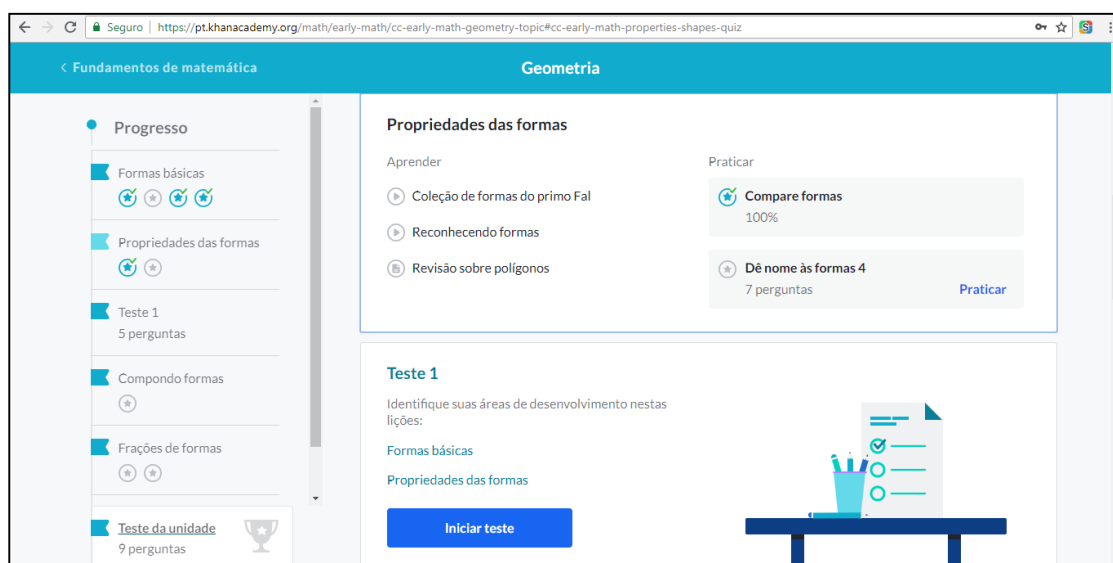 Seguro | https://pt.khanacademy.org/math/early-math/cc-early-math-geometry-topic#cc-early-math-properties-shapes-quiz
< Fundamentos de matemática
Geometria
Progresso
Formas básicas
Propriedades das formas
Teste 1
5 perguntas
Compondo formas
Frações de formas
Teste da unidade
9 perguntas
Propriedades das formas
Aprender
Coleção de formas do primo Fal
Reconhecendo formas
Revisão sobre polígonos
Praticar
Compare formas
100%
Dê nome às formas 4
7 perguntas
Praticar
Teste 1
Identifique suas áreas de desenvolvimento nestas
lições:
Formas básicas
Propriedades das formas
Iniciar teste